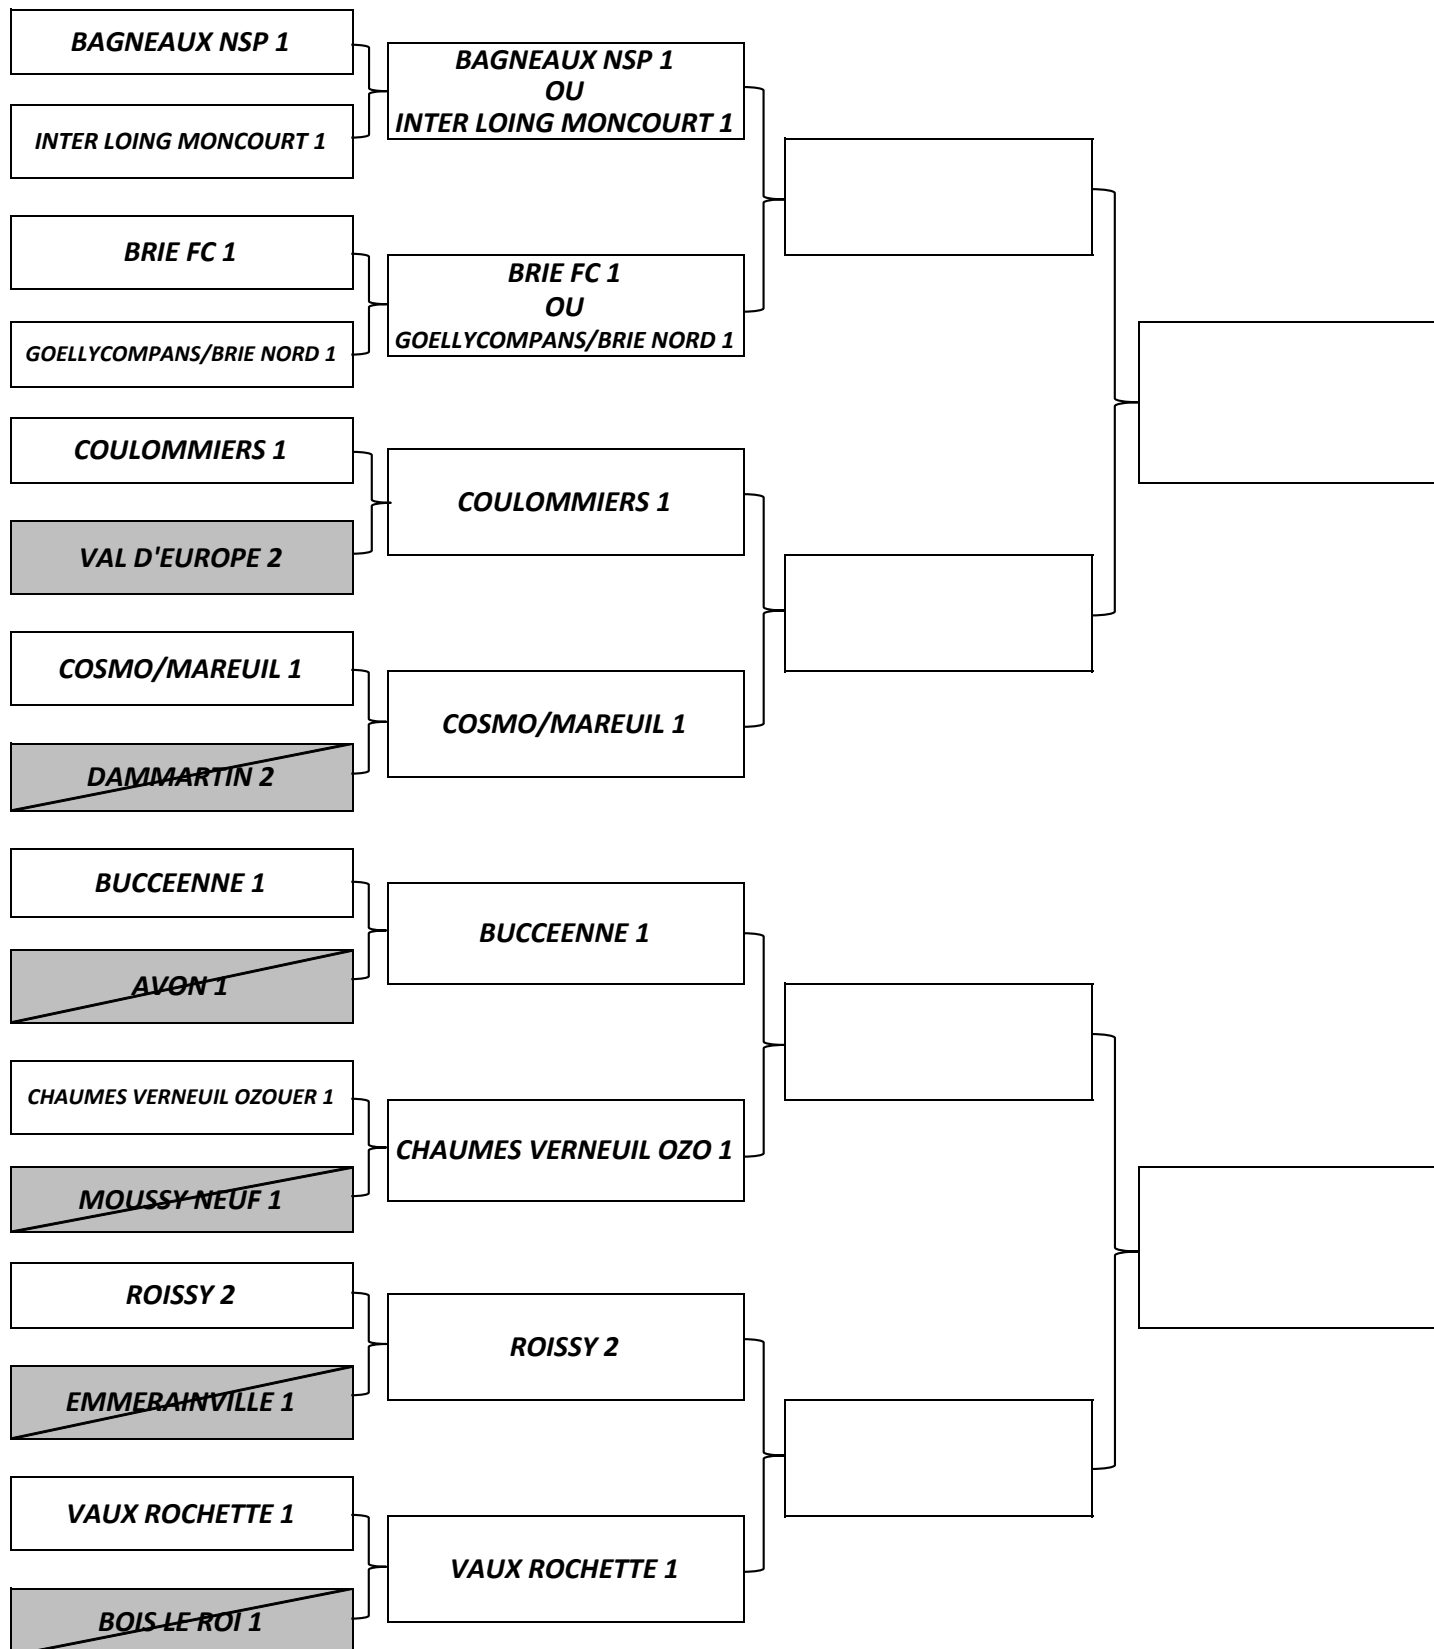 BAGNEAUX NSP 1
INTER LOING MONCOURT 1
BRIE FC 1
GOELLYCOMPANS/BRIE NORD 1
COULOMMIERS 1
VAL D'EUROPE 2
COSMO/MAREUIL 1
DAMMARTIN 2
BUCCEENNE 1
AVON 1
CHAUMES VERNEUIL OZOUER 1
MOUSSY NEUF 1
ROISSY 2
EMMERAINVILLE 1
VAUX ROCHETTE 1
BOIS LE ROI 1
BAGNEAUX NSP 1
OU
INTER LOING MONCOURT 1
BRIE FC 1
OU
GOELLYCOMPANS/BRIE NORD 1
COULOMMIERS 1
COSMO/MAREUIL 1
BUCCEENNE 1
CHAUMES VERNEUIL OZO 1
ROISSY 2
VAUX ROCHETTE 1